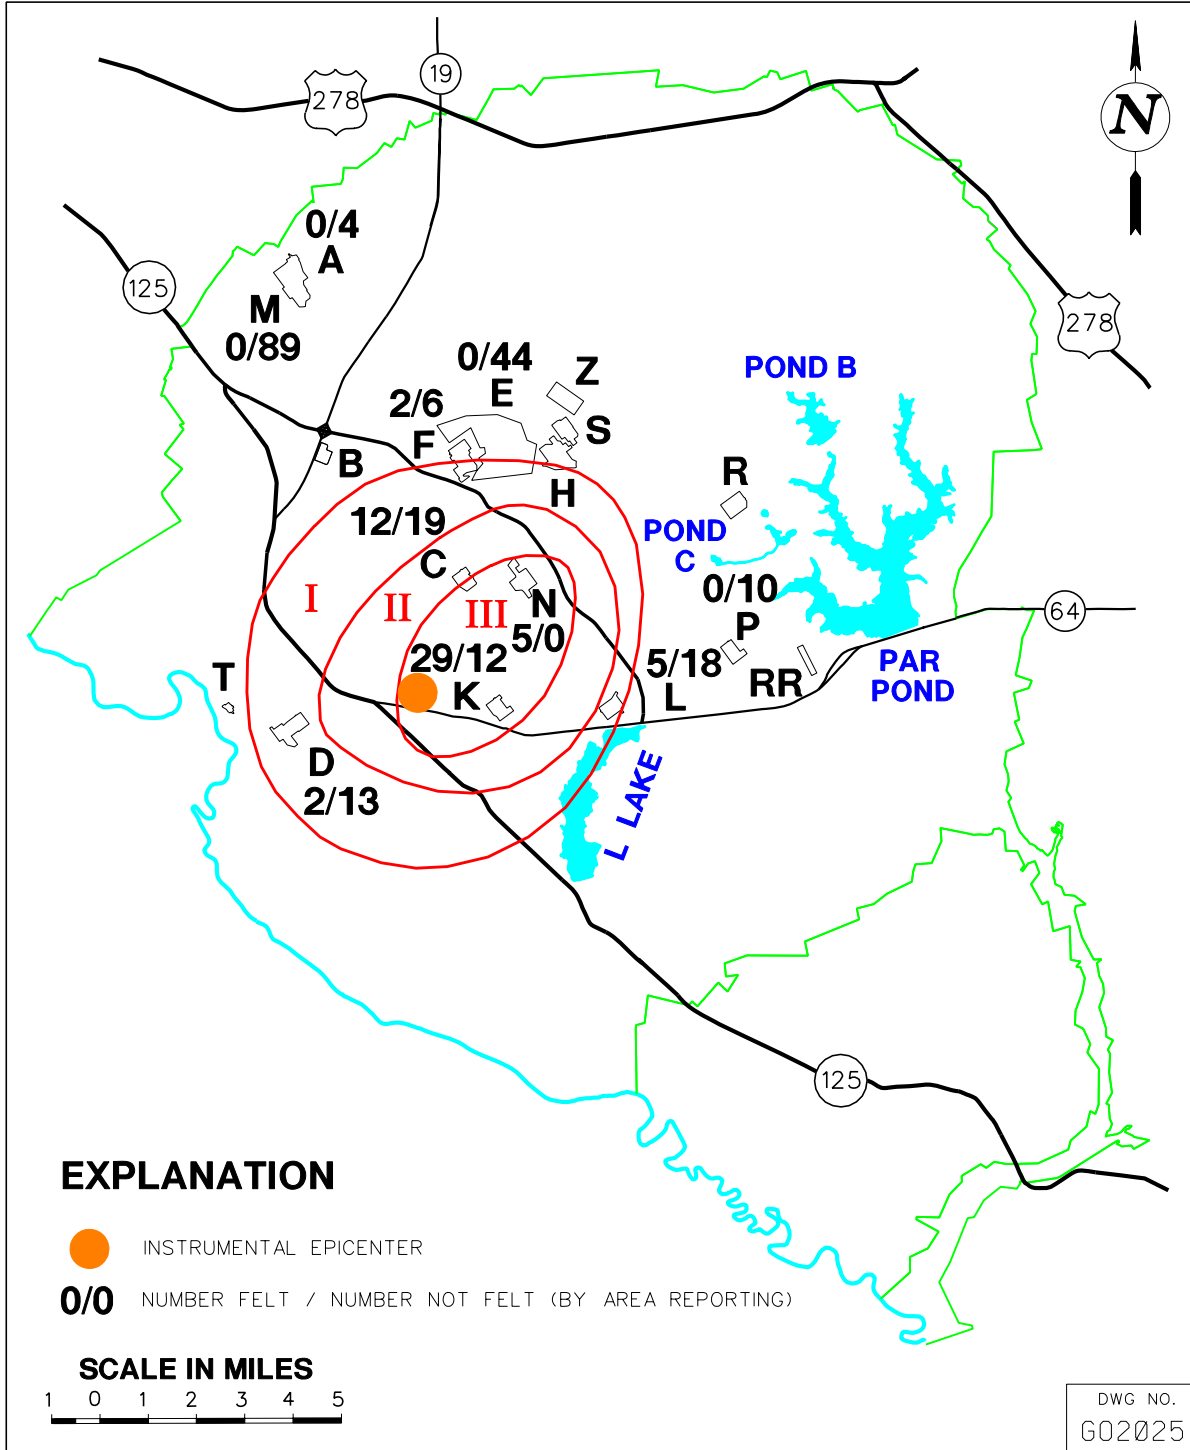 19
278
N
0/4
A
125
M
0/89
278
0/44
Z
E
POND B
2/6
F
S
B
H
R
12/19
POND
C
C
I
II
III
N
5/0
0/10
P
64
29/12
K
5/18
L
RR
PAR
POND
T
D
2/13
L LAKE
125
EXPLANATION
INSTRUMENTAL EPICENTER
0/0 NUMBER FELT / NUMBER NOT FELT (BY AREA REPORTING)
SCALE IN MILES
1 0 1 2 3 4 5
DWG NO.
GO2025